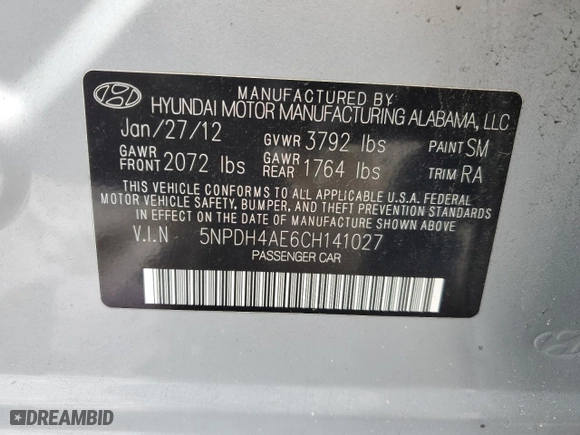 MANUFACTURED BY
HYUNDAI MOTOR MANUFACTURING ALABAMA, LLC
Jan/27/12 GVWR 3792 lbs PAINT SM
GAWR FRONT 2072 lbs GAWR REAR 1764 lbs TRIM RA
THIS VEHICLE CONFORMS TO ALL APPLICABLE U.S.A. FEDERAL
MOTOR VEHICLE SAFETY, BUMPER, AND THEFT PREVENTION STANDARDS
IN EFFECT ON THE DATE OF MANUFACTURE SHOWN ABOVE.
V.I.N 5NPDH4AE6CH141027
PASSENGER CAR
DREAMBID